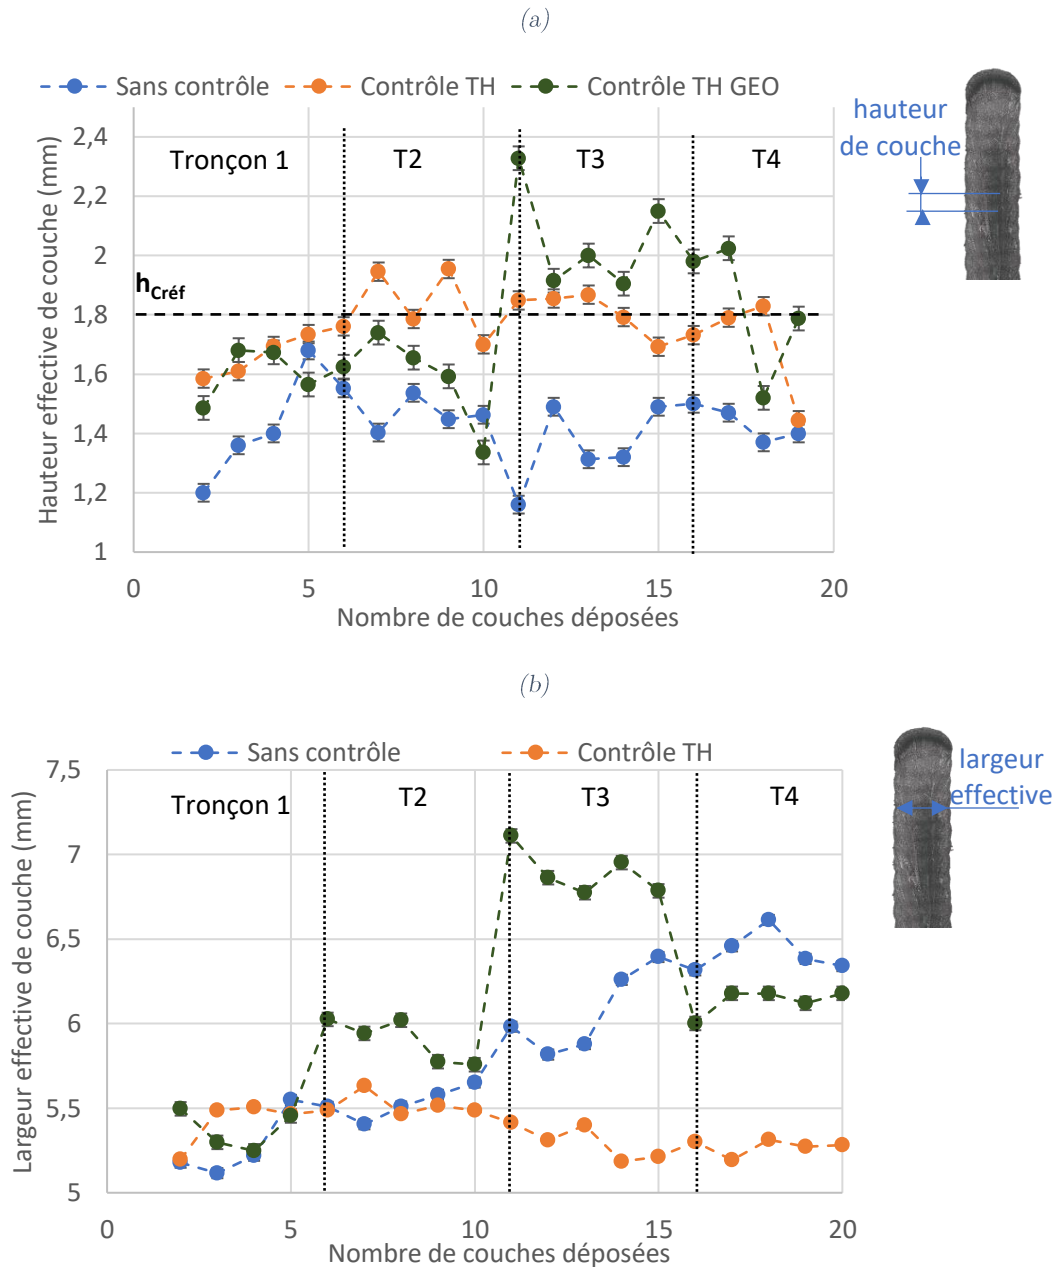 (a)
Sans contrôle Contrôle TH Contrôle TH GEO
2,4
2,2
2
1,8
1,6
1,4
1,2
1
Hauteur effective de couche (mm)
Tronçon 1 T2 T3 T4
hCréf
0 5 10 15 20
Nombre de couches déposées
hauteur
de couche
(b)
Sans contrôle Contrôle TH
7,5
7
6,5
6
5,5
5
Largeur effective de couche (mm)
Tronçon 1 T2 T3 T4
0 5 10 15 20
Nombre de couches déposées
largeur
effective